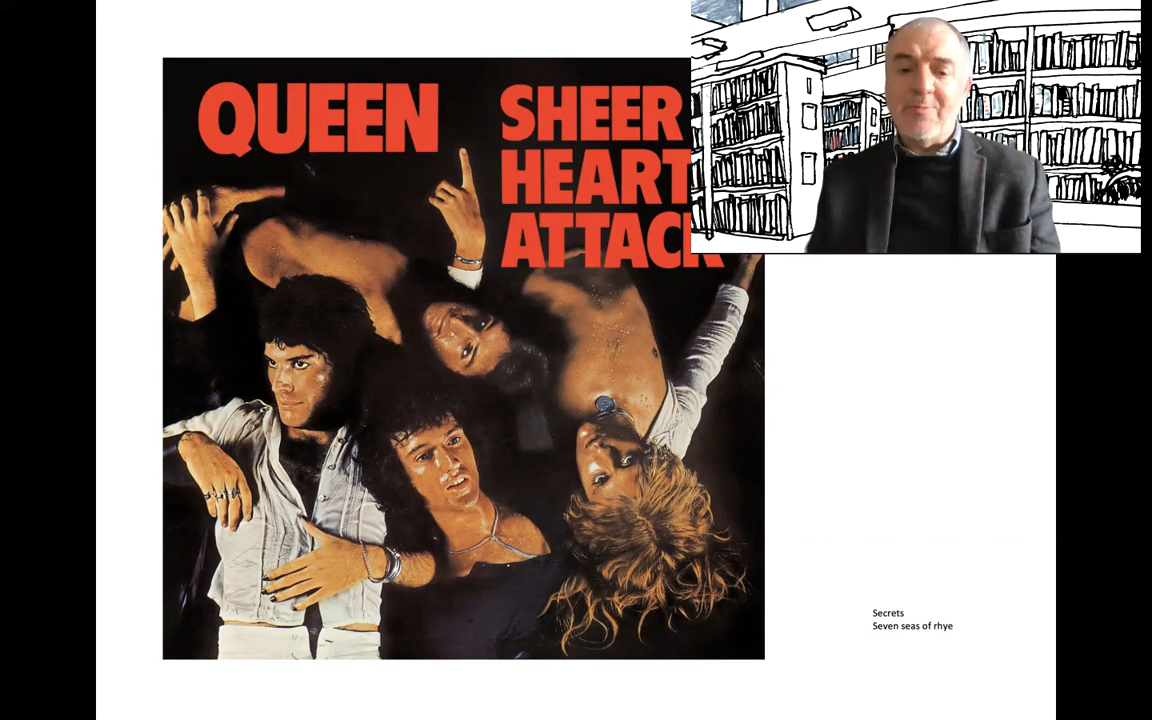 QUEEN
SHEER
HEART
ATTACK
Secrets
Seven seas of rhye